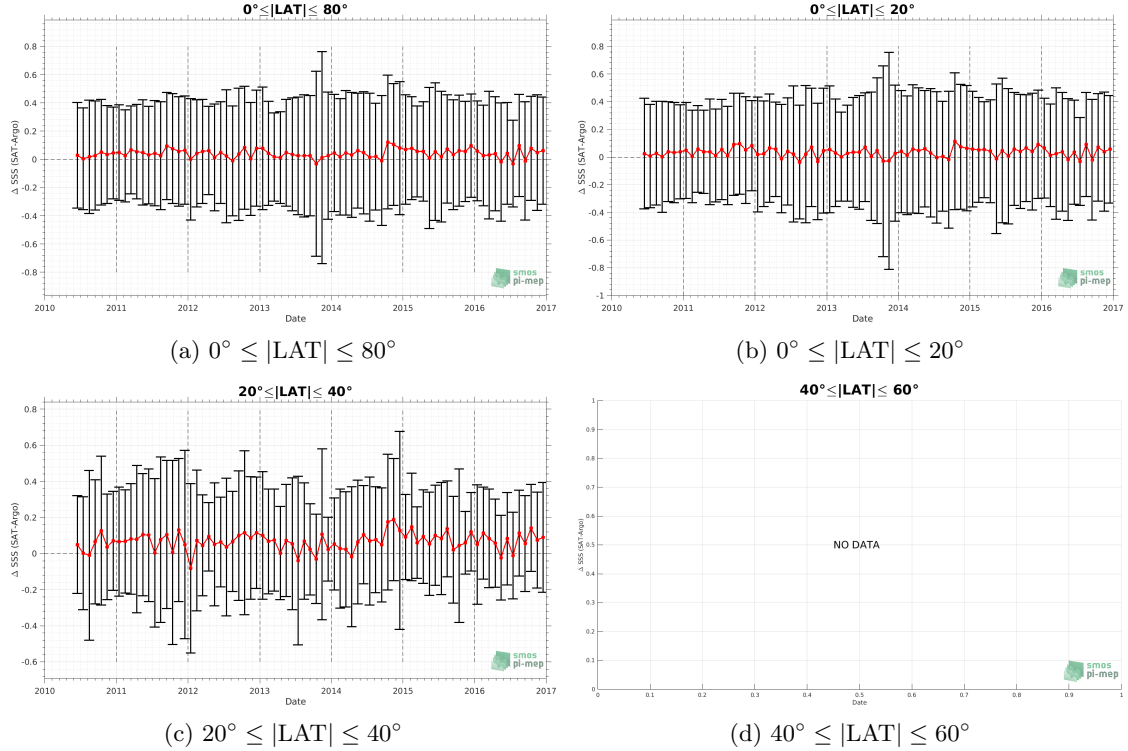 0°≤|LAT|≤ 80°
0.8
0.6
0.4
0.2
0
-0.2
-0.4
-0.6
-0.8
Δ SSS (SAT-Argo)
2010 2011 2012 2013 2014 2015 2016 2017
Date
smos
pi-mep
(a) 0° ≤ |LAT| ≤ 80°
0°≤|LAT|≤ 20°
0.8
0.6
0.4
0.2
0
-0.2
-0.4
-0.6
-0.8
-1
Δ SSS (SAT-Argo)
2010 2011 2012 2013 2014 2015 2016 2017
Date
smos
pi-mep
(b) 0° ≤ |LAT| ≤ 20°
20°≤|LAT|≤ 40°
0.8
0.6
0.4
0.2
0
-0.2
-0.4
-0.6
Δ SSS (SAT-Argo)
2010 2011 2012 2013 2014 2015 2016 2017
Date
smos
pi-mep
(c) 20° ≤ |LAT| ≤ 40°
40°≤|LAT|≤ 60°
1
0.9
0.8
0.7
0.6
0.5
0.4
0.3
0.2
0.1
0
Δ SSS (SAT-Argo)
NO DATA
0 0.1 0.2 0.3 0.4 0.5 0.6 0.7 0.8 0.9 1
Date
smos
pi-mep
(d) 40° ≤ |LAT| ≤ 60°